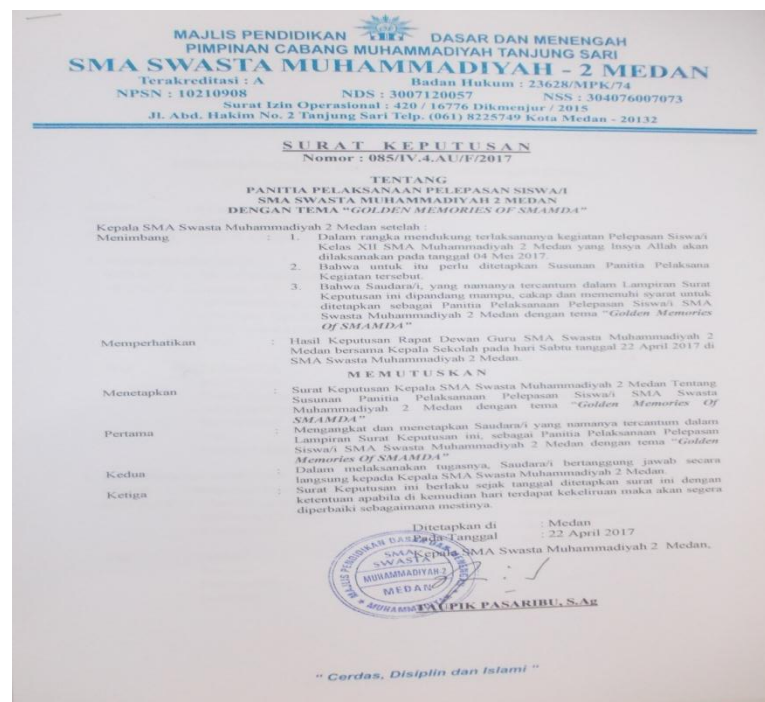 MAJLIS PENDIDIKAN DASAR DAN MENENGAH
PIMPINAN CABANG MUHAMMADIYAH TANJUNG SARI
SMA SWASTA MUHAMMADIYAH - 2 MEDAN
Terakreditasi : A Badan Hukum : 23628/MPK/74
NPSN : 10210908 NDS : 3007120057 NSS : 304076007073
Surat Izin Operasional : 420 / 16776 Dikmenjur / 2015
Jl. Abd. Hakim No. 2 Tanjung Sari Telp. (061) 8225749 Kota Medan - 20132
SURAT KEPUTUSAN
Nomor : 085/IV.4.AU/F/2017
TENTANG
PANITIA PELAKSANAAN PELEPASAN SISWA/I
SMA SWASTA MUHAMMADIYAH 2 MEDAN
DENGAN TEMA "GOLDEN MEMORIES OF SMAMDA"
Kepala SMA Swasta Muhammadiyah 2 Medan setelah :
Menimbang : 1. Dalam rangka mendukung terlaksananya kegiatan Pelepasan Siswa/i
Kelas XII SMA Muhammadiyah 2 Medan yang Insya Allah akan
dilaksanakan pada tanggal 04 Mei 2017.
2. Bahwa untuk itu perlu ditetapkan Susunan Panitia Pelaksana
Kegiatan tersebut.
3. Bahwa Saudara/i, yang namanya tercantum dalam Lampiran Surat
Keputusan ini dipandang mampu, cakap dan memenuhi syarat untuk
ditetapkan sebagai Panitia Pelaksanaan Pelepasan Siswa/i SMA
Swasta Muhammadiyah 2 Medan dengan tema "Golden Memories
Of SMAMDA"
Memperhatikan : Hasil Keputusan Rapat Dewan Guru SMA Swasta Muhammadiyah 2
Medan bersama Kepala Sekolah pada hari Sabtu tanggal 22 April 2017 di
SMA Swasta Muhammadiyah 2 Medan.
MEMUTUSKAN
Menetapkan : Surat Keputusan Kepala SMA Swasta Muhammadiyah 2 Medan Tentang
Susunan Panitia Pelaksanaan Pelepasan Siswa/i SMA Swasta
Muhammadiyah 2 Medan dengan tema "Golden Memories Of
SMAMDA"
Pertama : Mengangkat dan menetapkan Saudara/i yang namanya tercantum dalam
Lampiran Surat Keputusan ini, sebagai Panitia Pelaksanaan Pelepasan
Siswa/i SMA Swasta Muhammadiyah 2 Medan dengan tema "Golden
Memories Of SMAMDA"
Kedua : Dalam melaksanakan tugasnya, Saudara/i bertanggung jawab secara
langsung kepada Kepala SMA Swasta Muhammadiyah 2 Medan.
Ketiga : Surat Keputusan ini berlaku sejak tanggal ditetapkan surat ini dengan
ketentuan apabila di kemudian hari terdapat kekeliruan maka akan segera
diperbaiki sebagaimana mestinya.
Ditetapkan di : Medan
Pada Tanggal : 22 April 2017
Kepala SMA Swasta Muhammadiyah 2 Medan,
SMA
SWASTA
MUHAMMADIYAH-2
MEDAN
TAUPIK PASARIBU, S.Ag
" Cerdas, Disiplin dan Islami "